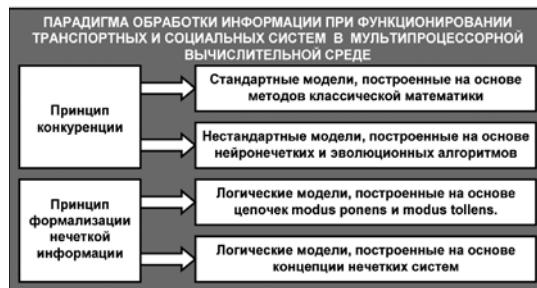 ПАРАДИГМА ОБРАБОТКИ ИНФОРМАЦИИ ПРИ ФУНКЦИОНИРОВАНИИ
ТРАНСПОРТНЫХ И СОЦИАЛЬНЫХ СИСТЕМ В МУЛЬТИПРОЦЕССОРНОЙ
ВЫЧИСЛИТЕЛЬНОЙ СРЕДЕ
Принцип
конкуренции
Стандартные модели, построенные на основе
методов классической математики
Нестандартные модели, построенные на основе
нейронечетких и эволюционных алгоритмов
Принцип
формализации
нечеткой
информации
Логические модели, построенные на основе
цепочек modus ponens и modus tollens.
Логические модели, построенные на основе
концепции нечетких систем